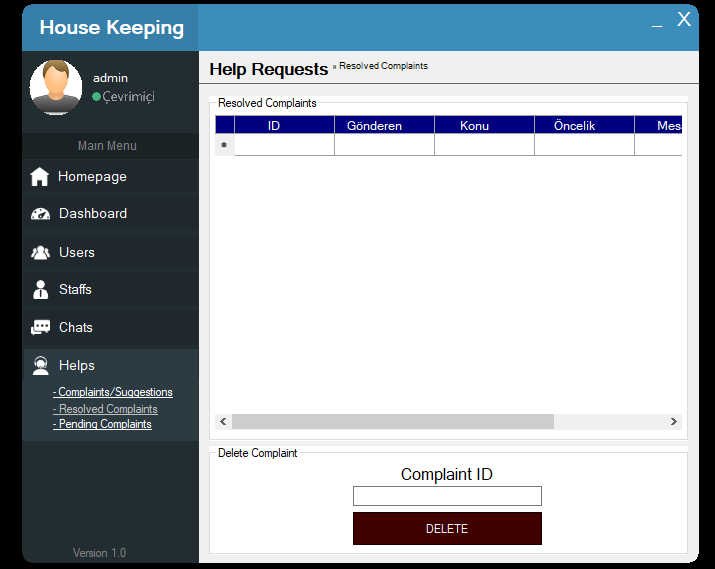 House Keeping
_ X
admin
Çevrimiçi
Main Menu
Homepage
Dashboard
Users
Staffs
Chats
Helps
- Complaints/Suggestions
- Resolved Complaints
- Pending Complaints
Version 1.0
Help Requests » Resolved Complaints
Resolved Complaints
ID Gönderen Konu Öncelik Mesa
*
Delete Complaint
Complaint ID
DELETE